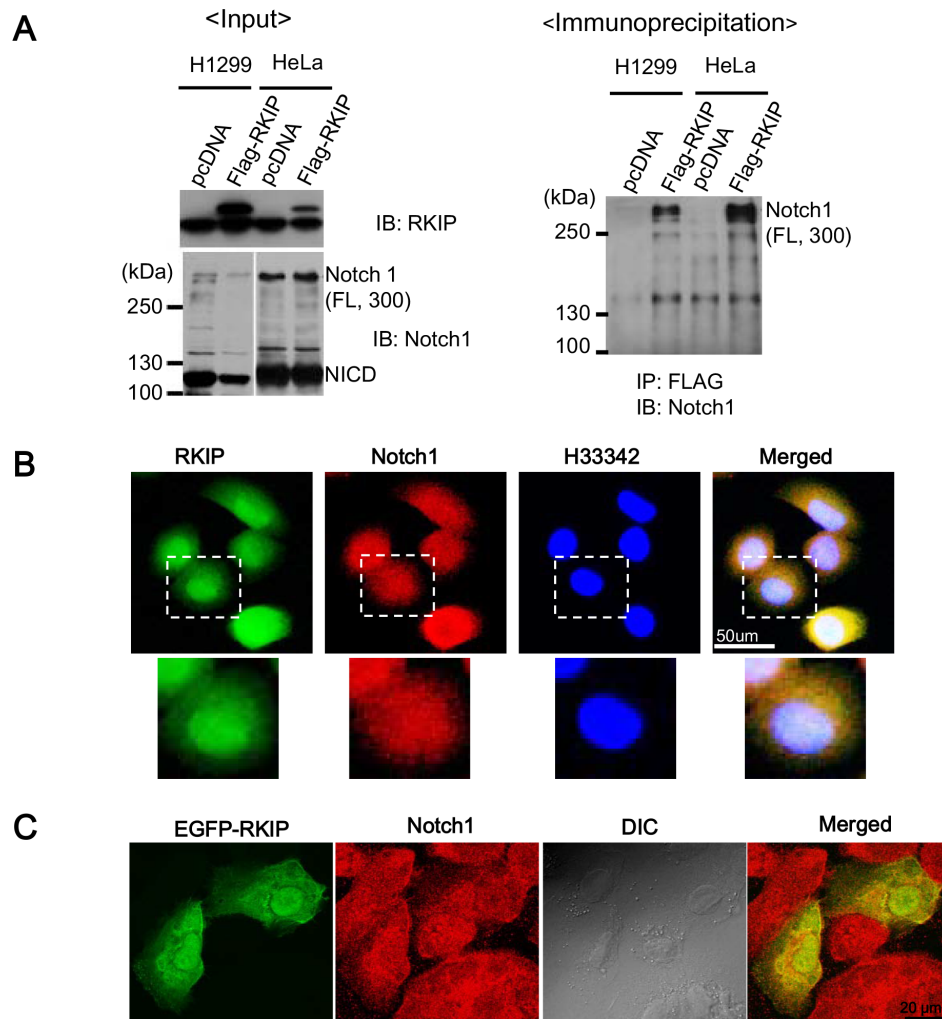 A
<Input>
H1299
HeLa
pcDNA
Flag-RKIP
pcDNA
Flag-RKIP
IB: RKIP
(kDa)
250
130
100
Notch 1
(FL, 300)
IB: Notch1
NICD
<Immunoprecipitation>
H1299
HeLa
pcDNA
Flag-RKIP
pcDNA
Flag-RKIP
(kDa)
250
130
100
Notch1
(FL, 300)
IP: FLAG
IB: Notch1
B
RKIP
Notch1
H33342
Merged
50um
C
EGFP-RKIP
Notch1
DIC
Merged
20 µm